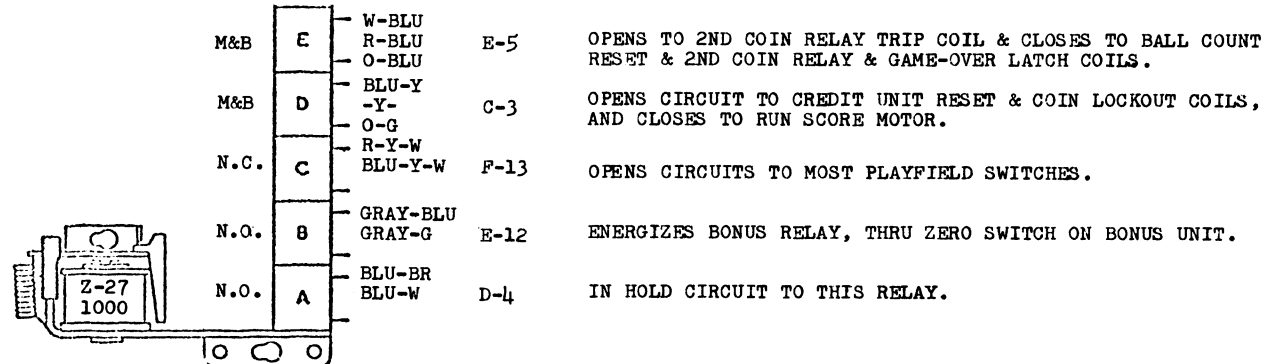 W-BLU
M&B E R-BLU E-5 OPENS TO 2ND COIN RELAY TRIP COIL & CLOSES TO BALL COUNT
O-BLU RESET & 2ND COIN RELAY & GAME-OVER LATCH COILS.
BLU-Y
M&B D -Y- C-3 OPENS CIRCUIT TO CREDIT UNIT RESET & COIN LOCKOUT COILS,
O-G AND CLOSES TO RUN SCORE MOTOR.
R-Y-W
N.C. C BLU-Y-W F-13 OPENS CIRCUITS TO MOST PLAYFIELD SWITCHES.
GRAY-BLU
N.O. B GRAY-G E-12 ENERGIZES BONUS RELAY, THRU ZERO SWITCH ON BONUS UNIT.
BLU-BR
N.O. A BLU-W D-4 IN HOLD CIRCUIT TO THIS RELAY.
Z-27
1000